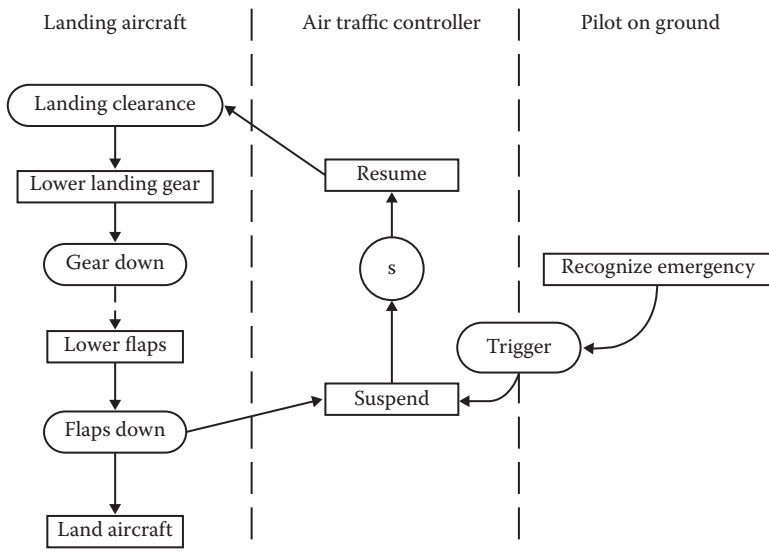 Landing aircraft
Air traffic controller
Pilot on ground
Landing clearance
Resume
Lower landing gear
Gear down
s
Recognize emergency
Lower flaps
Trigger
Suspend
Flaps down
Land aircraft